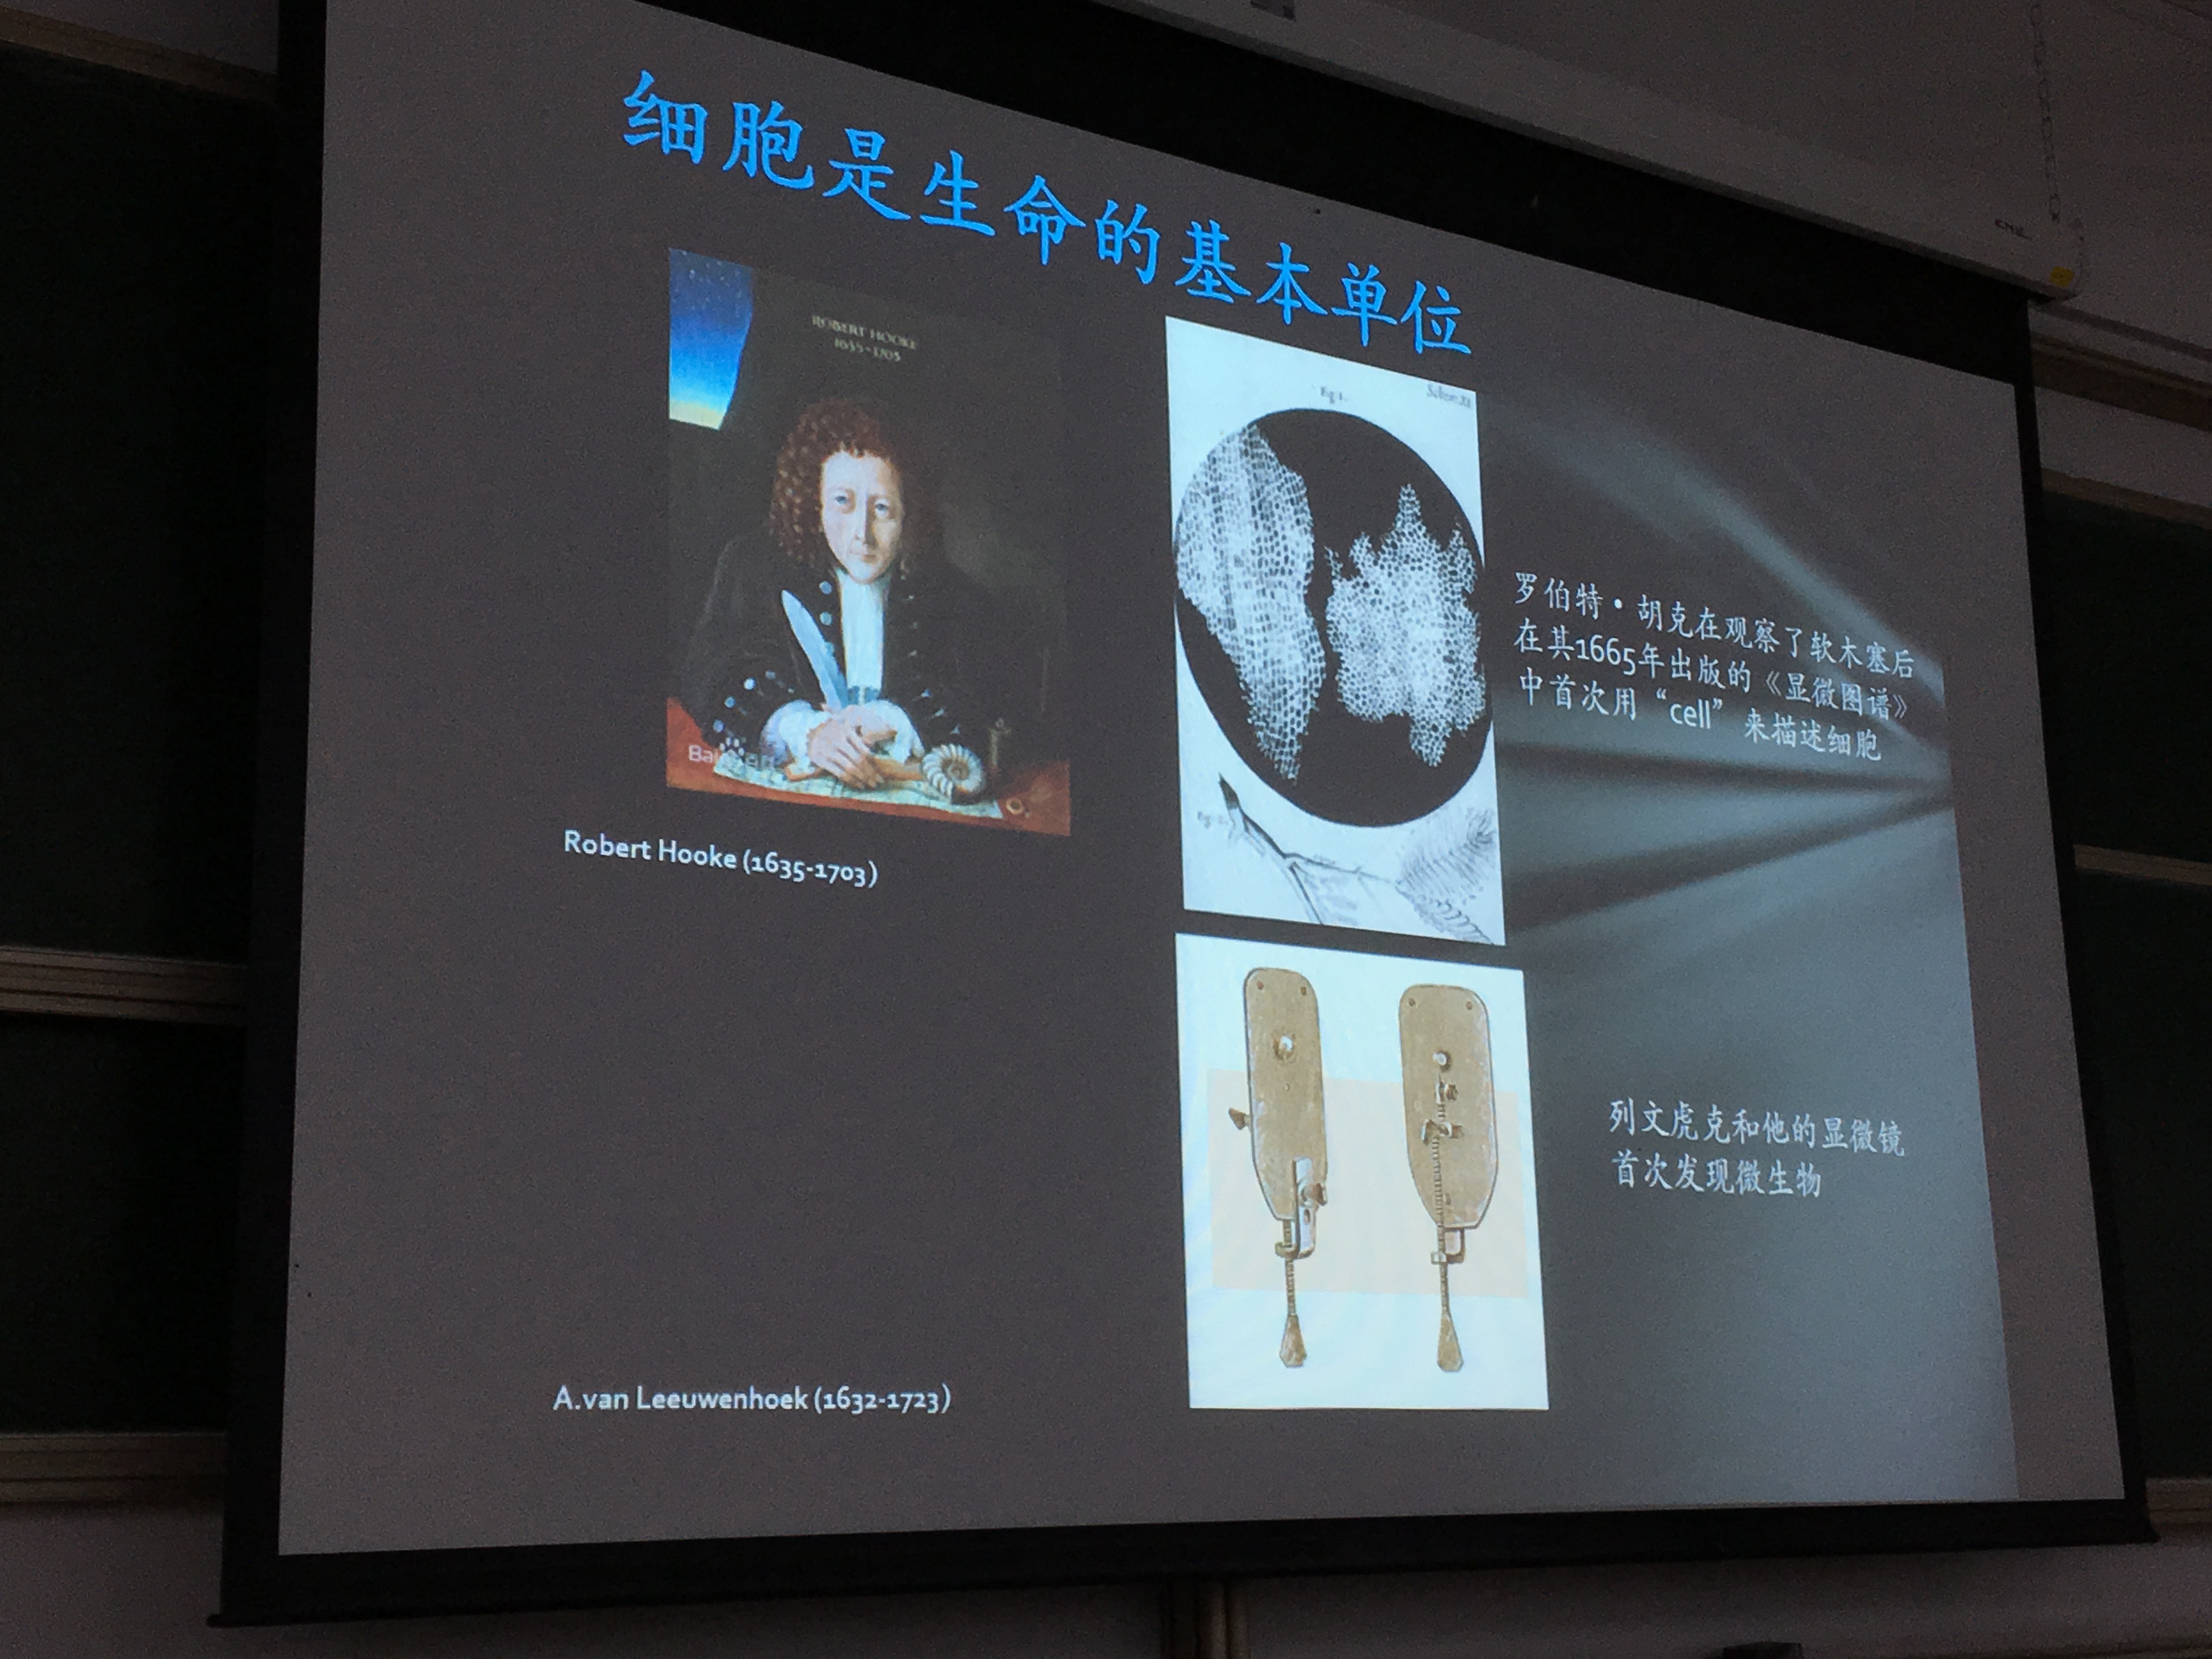 细胞是生命的基本单位
ROBERT HOOKE
1635-1703
Fig:1.
罗伯特•胡克在观察了软木塞后
在其1665年出版的《显微图谱》
中首次用“cell”来描述细胞
Robert Hooke (1635-1703)
列文虎克和他的显微镜
首次发现微生物
A.van Leeuwenhoek (1632-1723)